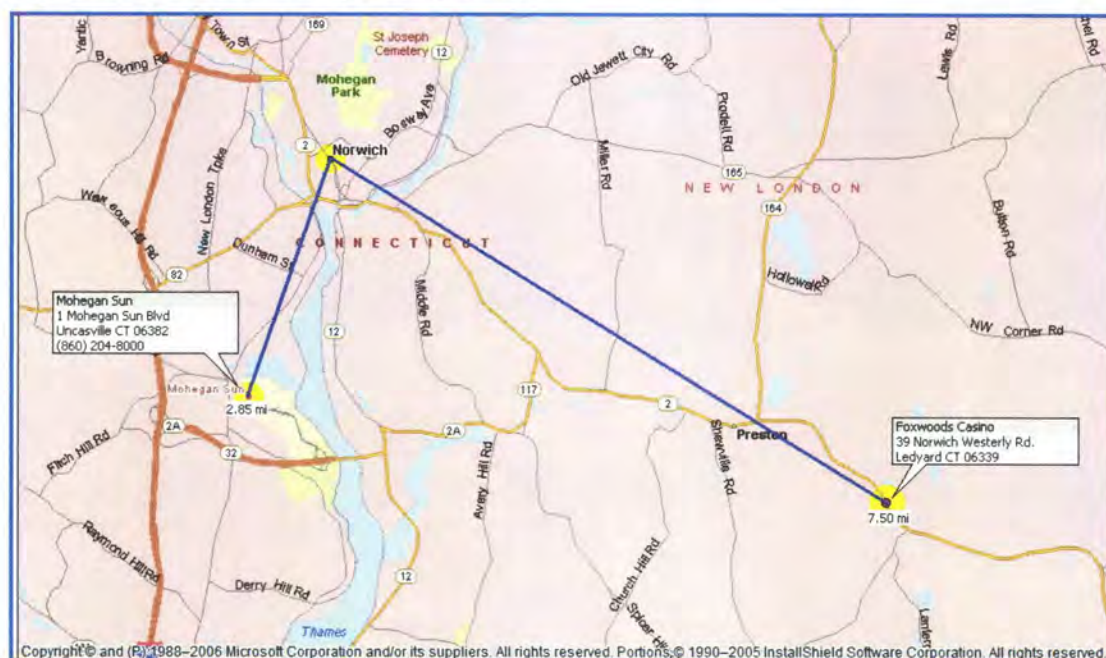 169
Town St
Yantic
Browning Rd
St Joseph
Cemetery
12
Mohegan
Park
Boswell Ave
2
Norwich
Old Jewett City
Rd
Lewis Rd
Prodell Rd
Miller Rd
165
NEW LONDON
164
Button Rd
New London Tpke
Dunham St
CONNECTICUT
82
Middle Rd
Hollowell Rd
NW Corner Rd
Mohegan Sun
1 Mohegan Sun Blvd
Uncasville CT 06382
(860) 204-8000
12
Mohegan Sun
2.85 mi
117
2
2A
2A
32
Preston
Foxwoods Casino
39 Norwich Westerly Rd.
Ledyard CT 06339
7.50 mi
Fitch Hill Rd
Avery Hill Rd
Shewville Rd
Raymond Hill Rd
Derry Hill Rd
12
Church Hill Rd
Thames
Copyright © and (P) 1988–2006 Microsoft Corporation and/or its suppliers. All rights reserved. Portions © 1990–2005 InstallShield Software Corporation. All rights reserved.